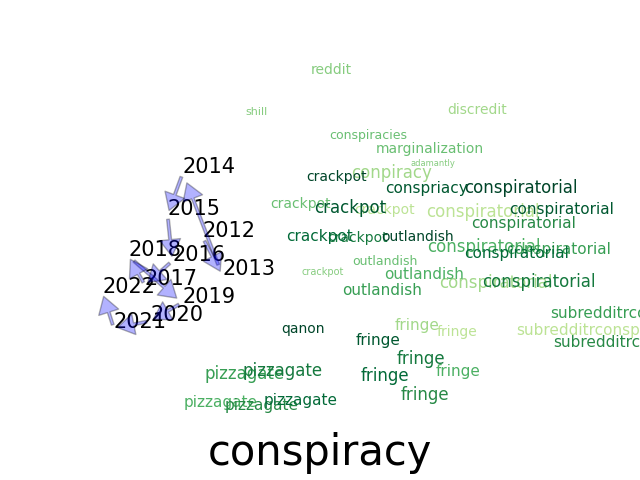 reddit
shill
discredit
conspiracies
marginalization
adamantly
2014
crackpot
conpiracy
conspriacy
conspiratorial
2015
crackpot
crackpot
crackpot
conspiratorial
conspiratorial
conspiratorial
2012
crackpot
crackpot
outlandish
2018
2016
conspiratorial
conspiratorial
conspiratorial
2013
outlandish
crackpot
outlandish
2022
2017
2019
outlandish
conspiratorial
conspiratorial
2021
2020
qanon
fringe
fringe
subredditrc
subredditrconsp
subredditrc
fringe
fringe
pizzagate
pizzagate
fringe
fringe
fringe
pizzagate
pizzagate
pizzagate
conspiracy